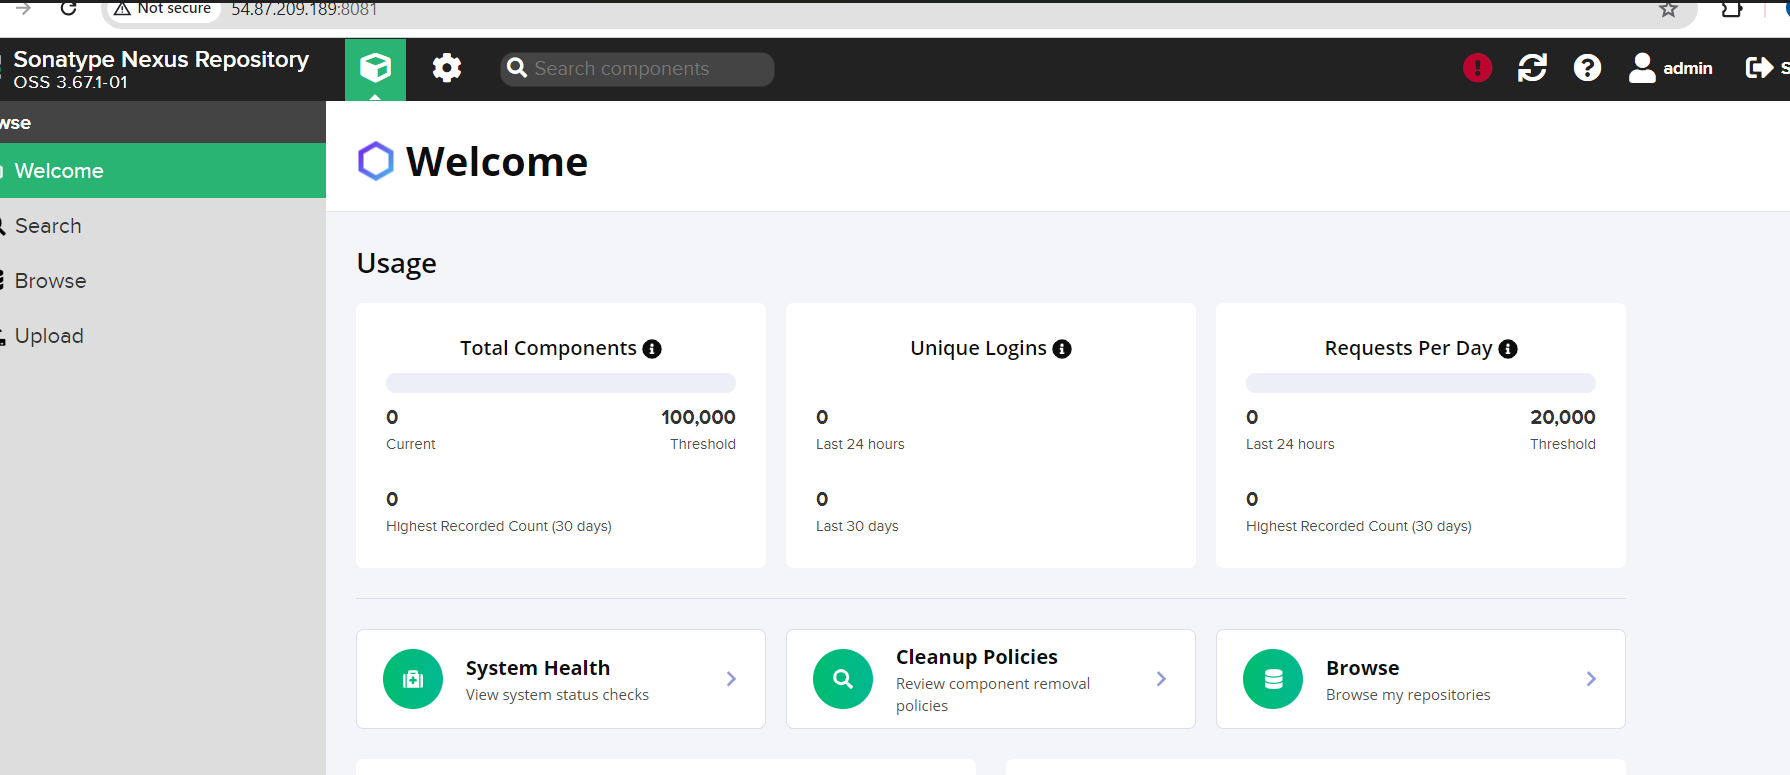 Not secure 54.87.209.189:8081
Sonatype Nexus Repository
OSS 3.67.1-01
Search components
admin
Welcome
Search
Browse
Upload
Welcome
Usage
Total Components
0 100,000
Current Threshold
0
Highest Recorded Count (30 days)
Unique Logins
0
Last 24 hours
0
Last 30 days
Requests Per Day
0 20,000
Last 24 hours Threshold
0
Highest Recorded Count (30 days)
System Health
View system status checks
Cleanup Policies
Review component removal
policies
Browse
Browse my repositories